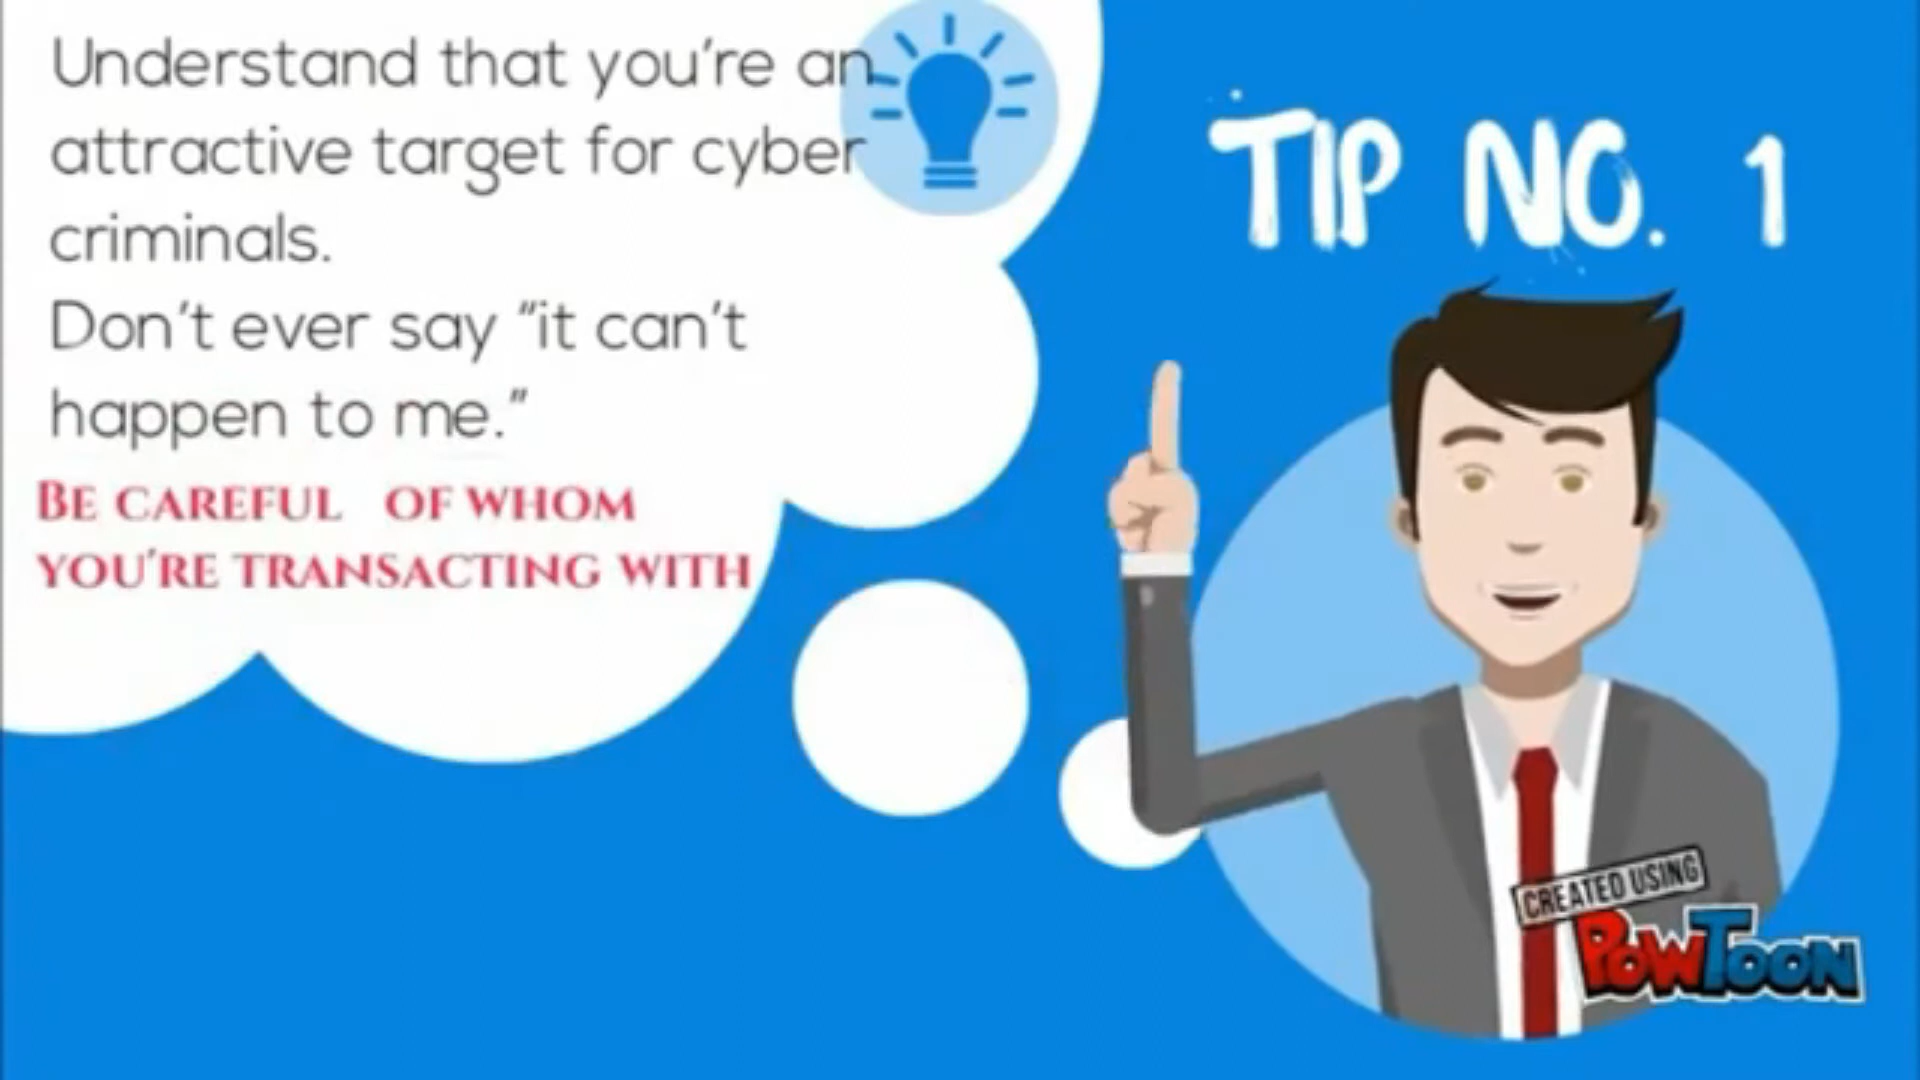 Understand that you're an
attractive target for cyber
criminals.
Don't ever say "it can't
happen to me."
BE CAREFUL OF WHOM
YOU'RE TRANSACTING WITH
TIP NO. 1
CREATED USING
POWTOON